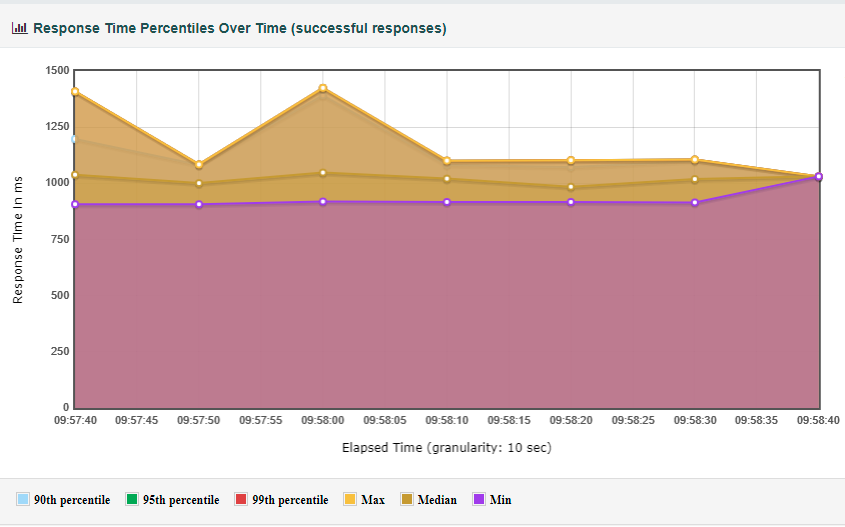 Response Time Percentiles Over Time (successful responses)
1500
1250
1000
750
500
250
0
Response Time in ms
09:57:40 09:57:45 09:57:50 09:57:55 09:58:00 09:58:05 09:58:10 09:58:15 09:58:20 09:58:25 09:58:30 09:58:35 09:58:40
Elapsed Time (granularity: 10 sec)
90th percentile 95th percentile 99th percentile Max Median Min